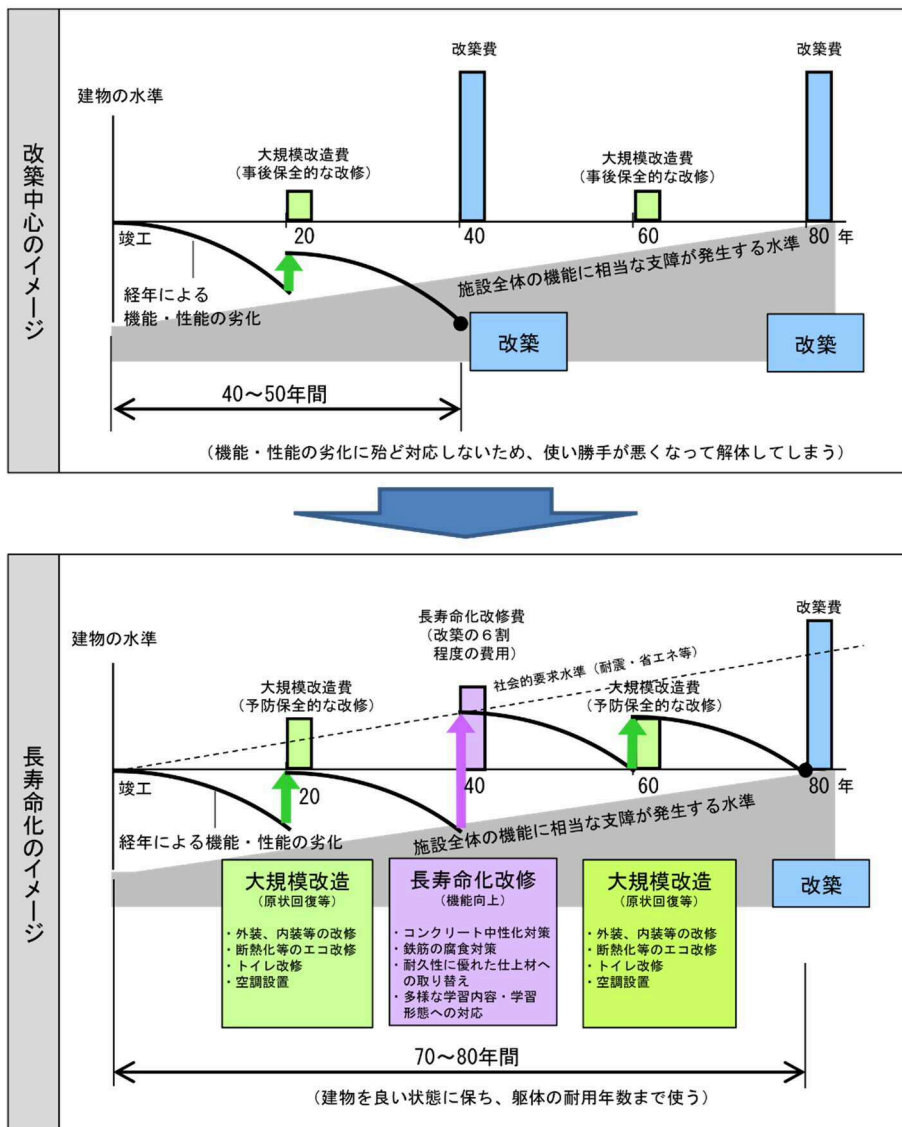 改築中心のイメージ
改築費
改築費
建物の水準
大規模改造費
（事後保全的な改修）
大規模改造費
（事後保全的な改修）
竣工
20
40
60
80 年
経年による
機能・性能の劣化
施設全体の機能に相当な支障が発生する水準
改築
改築
40～50年間
（機能・性能の劣化に殆ど対応しないため、使い勝手が悪くなって解体してしまう）
長寿命化のイメージ
建物の水準
長寿命化改修費
（改築の６割
程度の費用）
改築費
社会的要求水準（耐震・省エネ等）
大規模改造費
（予防保全的な改修）
大規模改造費
（予防保全的な改修）
竣工
20
40
60
80 年
経年による機能・性能の劣化
施設全体の機能に相当な支障が発生する水準
大規模改造
（原状回復等）
・外装、内装等の改修
・断熱化等のエコ改修
・トイレ改修
・空調設置
長寿命化改修
（機能向上）
・コンクリート中性化対策
・鉄筋の腐食対策
・耐久性に優れた仕上材へ
の取り替え
・多様な学習内容・学習
形態への対応
大規模改造
（原状回復等）
・外装、内装等の改修
・断熱化等のエコ改修
・トイレ改修
・空調設置
改築
70～80年間
（建物を良い状態に保ち、躯体の耐用年数まで使う）